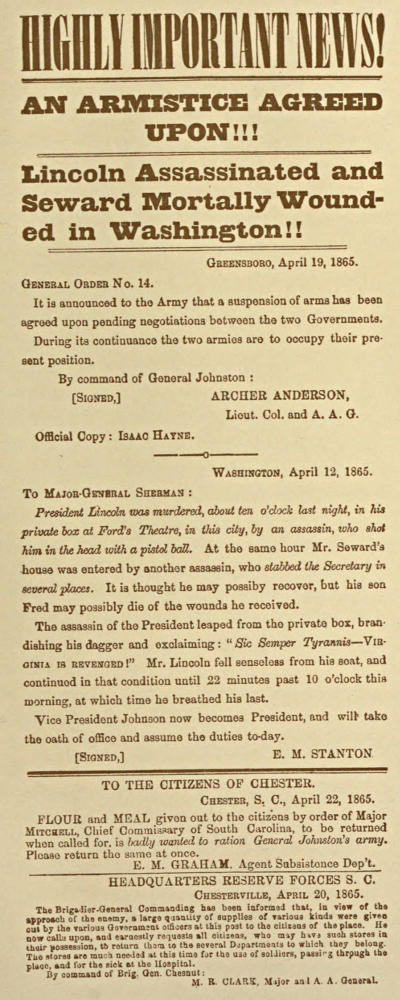 HIGHLY IMPORTANT NEWS!
AN ARMISTICE AGREED
UPON!!!
Lincoln Assassinated and
Seward Mortally Wound-
ed in Washington!!
GREENSBORO, April 19, 1865.
GENERAL ORDER NO. 14.
It is announced to the Army that a suspension of arms has been
agreed upon pending negotiations between the two Governments.
During its continuance the two armies are to occupy their pre-
sent position.
By command of General Johnston :
[SIGNED,] ARCHER ANDERSON,
Lieut. Col. and A. A. G.
Official Copy : ISAAC HAYNE.
WASHINGTON, April 12, 1865.
TO MAJOR-GENERAL SHERMAN :
President Lincoln was murdered, about ten o'clock last night, in his
private box at Ford's Theatre, in this city, by an assassin, who shot
him in the head with a pistol ball. At the same hour Mr. Seward's
house was entered by another assassin, who stabbed the Secretary in
several places. It is thought he may possiby recover, but his son
Fred may possibly die of the wounds he received.
The assassin of the President leaped from the private box, bran-
dishing his dagger and exclaiming : "Sic Semper Tyrannis—VIR-
GINIA IS REVENGED!" Mr. Lincoln fell senseless from his seat, and
continued in that condition until 22 minutes past 10 o'clock this
morning, at which time he breathed his last.
Vice President Johnson now becomes President, and will take
the oath of office and assume the duties to-day.
[SIGNED,] E. M. STANTON
TO THE CITIZENS OF CHESTER.
CHESTER, S. C., April 22, 1865.
FLOUR and MEAL given out to the citizens by order of Major
MITCHELL, Chief Commissary of South Carolina, to be returned
when called for, is badly wanted to ration General Johnston's army.
Please return the same at once.
E. M. GRAHAM. Agent Subsistence Dep't.
HEADQUARTERS RESERVE FORCES S. C.
CHESTERVILLE, APRIL 20, 1865.
The Brigadier-General Commanding has been informed that, in view of the
approach of the enemy, a large quantity of supplies of various kinds were given
out by the various Government officers at this post to the citizens of the place. He
now calls upon, and earnestly requests all citizens, who may have such stores in
their possession, to return them to the several Departments to which they belong.
The stores are much needed at this time for the use of soldiers, passing through the
place, and for the sick at the Hospital.
By command of Brig. Gen. Chesnut:
M. R. CLARK, Major and A. A. General.